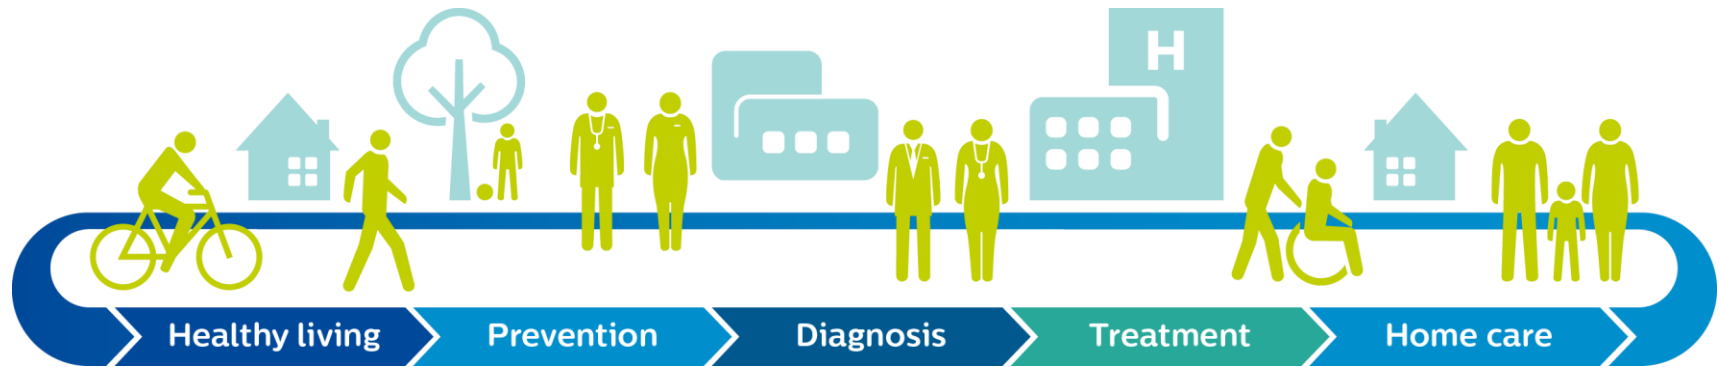 H
Healthy living
Prevention
Diagnosis
Treatment
Home care